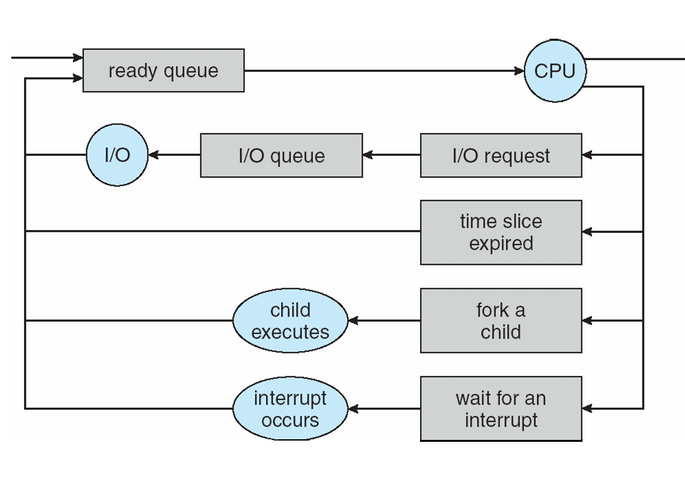 ready queue
CPU
I/O
I/O queue
I/O request
time slice
expired
child
executes
fork a
child
interrupt
occurs
wait for an
interrupt